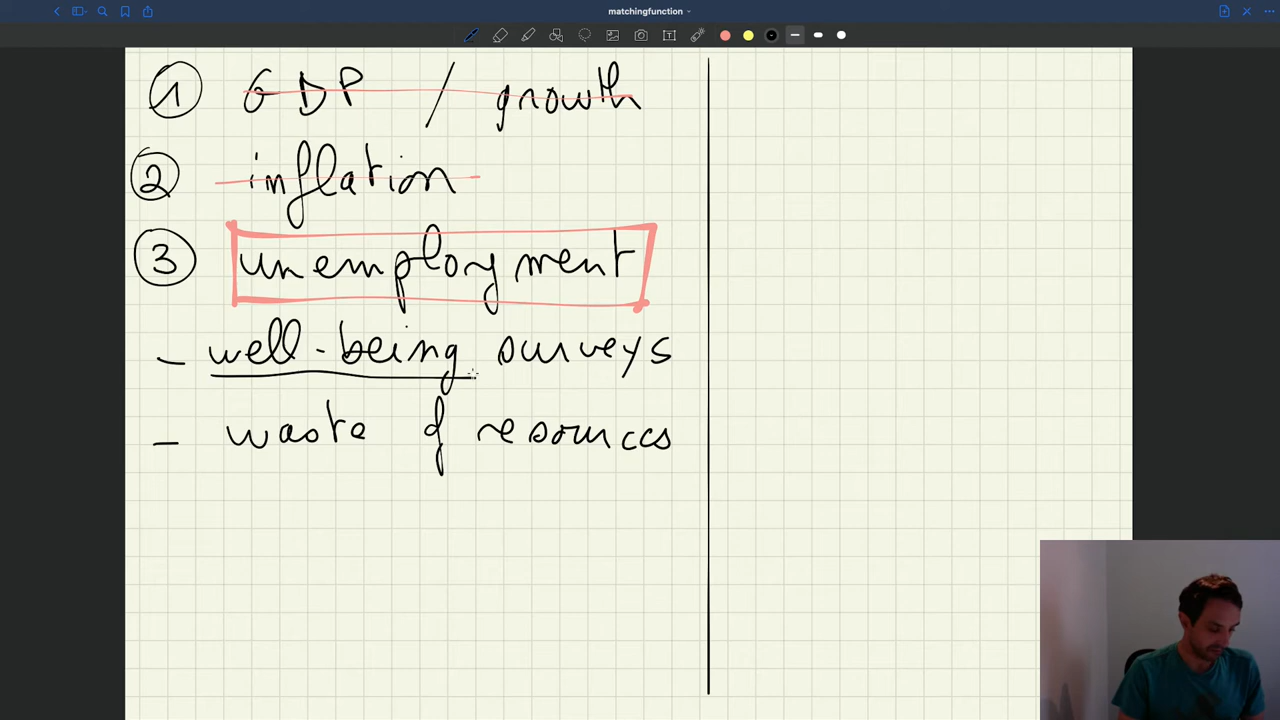 matchingfunction
1 GDP / growth
2 inflation
3 unemployment
- well-being surveys
- waste of resources